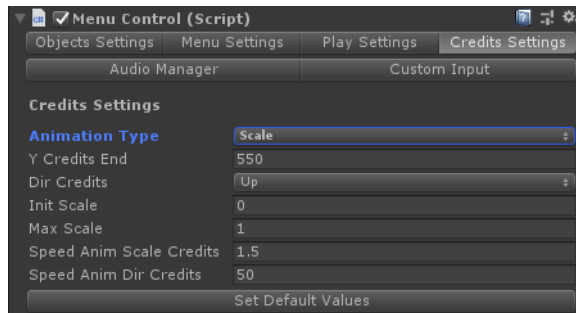 Menu Control (Script)
Objects Settings Menu Settings Play Settings Credits Settings
Audio Manager Custom Input
Credits Settings
Animation Type Scale
Y Credits End 550
Dir Credits Up
Init Scale 0
Max Scale 1
Speed Anim Scale Credits 1.5
Speed Anim Dir Credits 50
Set Default Values